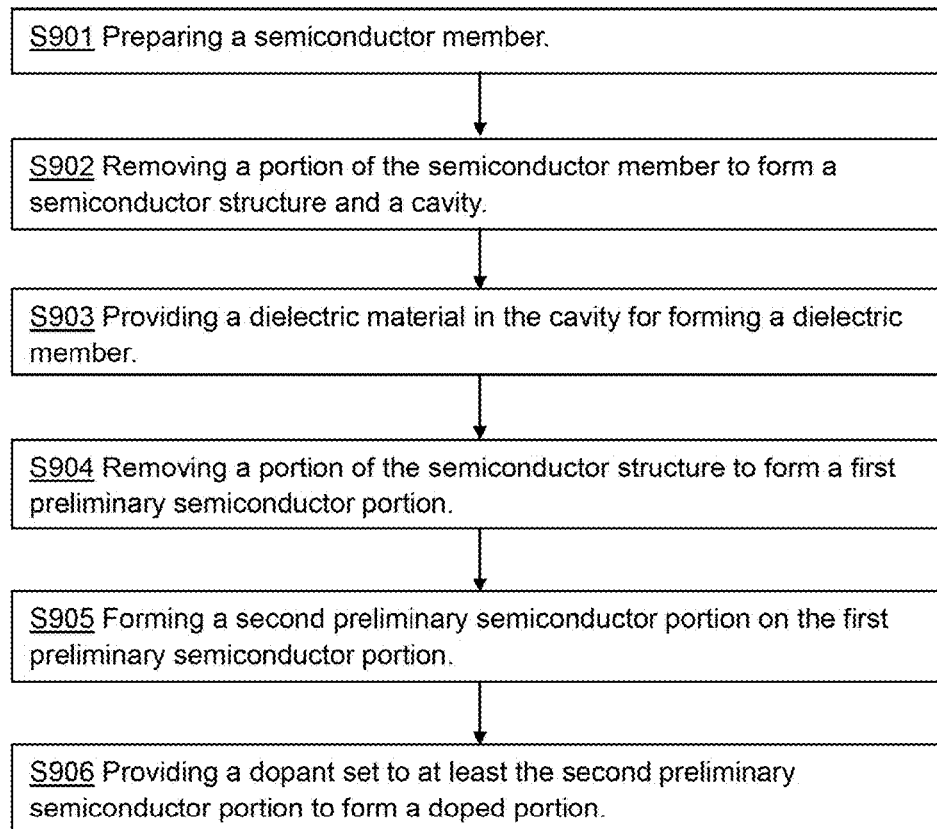 S901 Preparing a semiconductor member.
S902 Removing a portion of the semiconductor member to form a
semiconductor structure and a cavity.
S903 Providing a dielectric material in the cavity for forming a dielectric
member.
S904 Removing a portion of the semiconductor structure to form a first
preliminary semiconductor portion.
S905 Forming a second preliminary semiconductor portion on the first
preliminary semiconductor portion.
S906 Providing a dopant set to at least the second preliminary
semiconductor portion to form a doped portion.